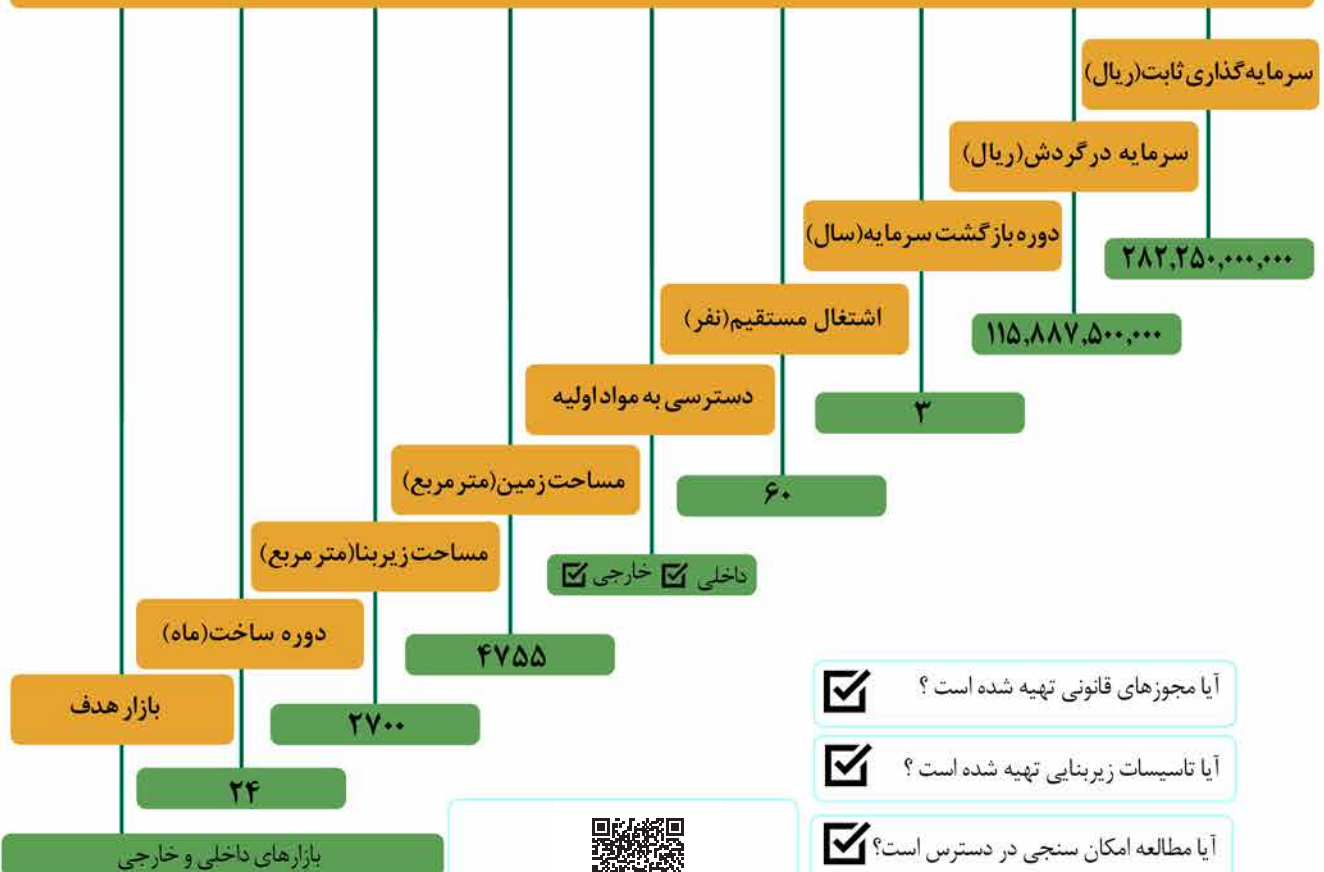 سرمایه‌گذاری ثابت(ریال)
۲۸۲,۲۵۰,۰۰۰,۰۰۰
سرمایه در گردش(ریال)
۱۱۵,۸۸۷,۵۰۰,۰۰۰
دوره بازگشت سرمایه(سال)
۳
اشتغال مستقیم(نفر)
۶۰
دسترسی به مواد اولیه
داخلی ☑ خارجی ☑
مساحت زمین(متر مربع)
۴۷۵۵
مساحت زیربنا(متر مربع)
۲۷۰۰
دوره ساخت(ماه)
۲۴
بازار هدف
بازارهای داخلی و خارجی
آیا مجوزهای قانونی تهیه شده است ؟ ☑
آیا تاسیسات زیربنایی تهیه شده است ؟ ☑
آیا مطالعه امکان سنجی در دسترس است؟ ☑